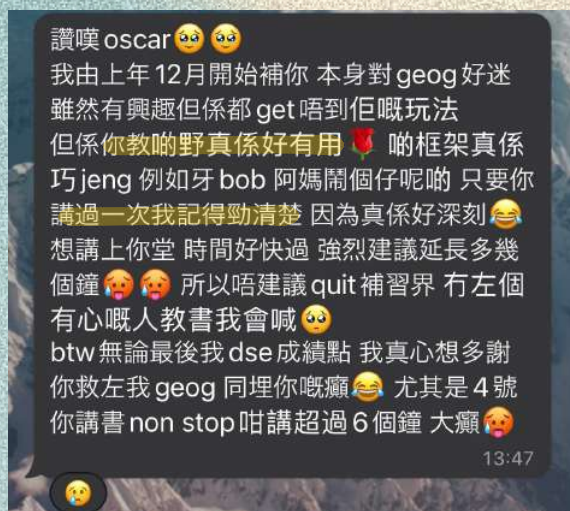 讚嘆oscar🥹🥹
我由上年12月開始補你 本身對geog好迷
雖然有興趣但係都get唔到佢嘅玩法
但係你教啲野真係好有用🌹 啲框架真係
巧jeng 例如牙bob 阿媽鬧個仔呢啲 只要你
講過一次我記得勁清楚 因為真係好深刻😂
想講上你堂 時間好快過 強烈建議延長多幾
個鐘🥵🥵 所以唔建議quit補習界 冇左個
有心嘅人教書我會喊🥹
btw無論最後我dse成績點 我真心想多謝
你救左我geog 同埋你嘅癲😂 尤其是4號
你講書non stop咁講超過6個鐘 大癲🥵
13:47
😢